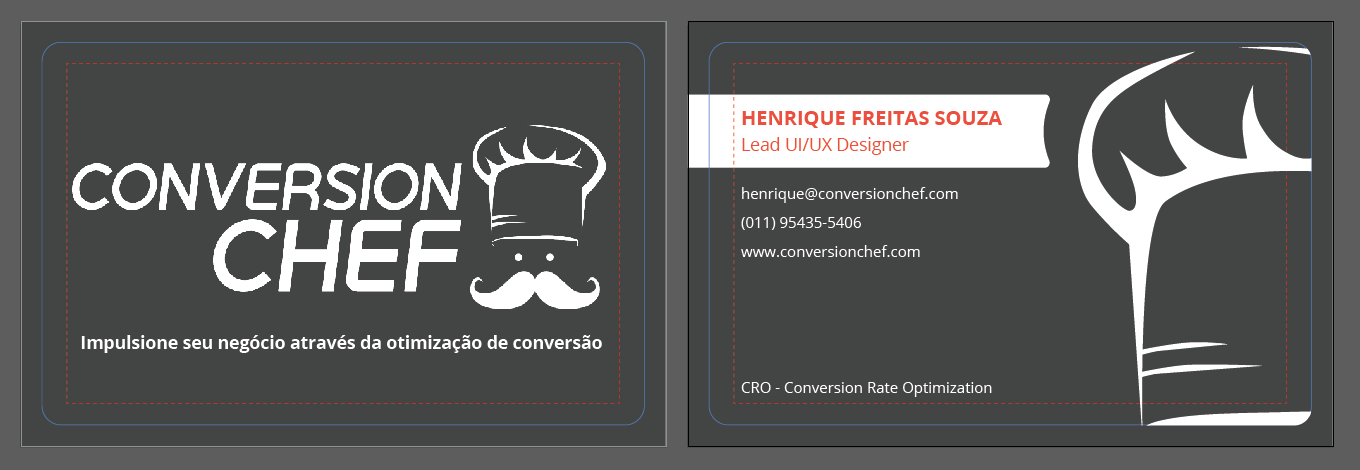 CONVERSION
CHEF
Impulsione seu negócio através da otimização de conversão
HENRIQUE FREITAS SOUZA
Lead UI/UX Designer
henrique@conversionchef.com
(011) 95435-5406
www.conversionchef.com
CRO - Conversion Rate Optimization